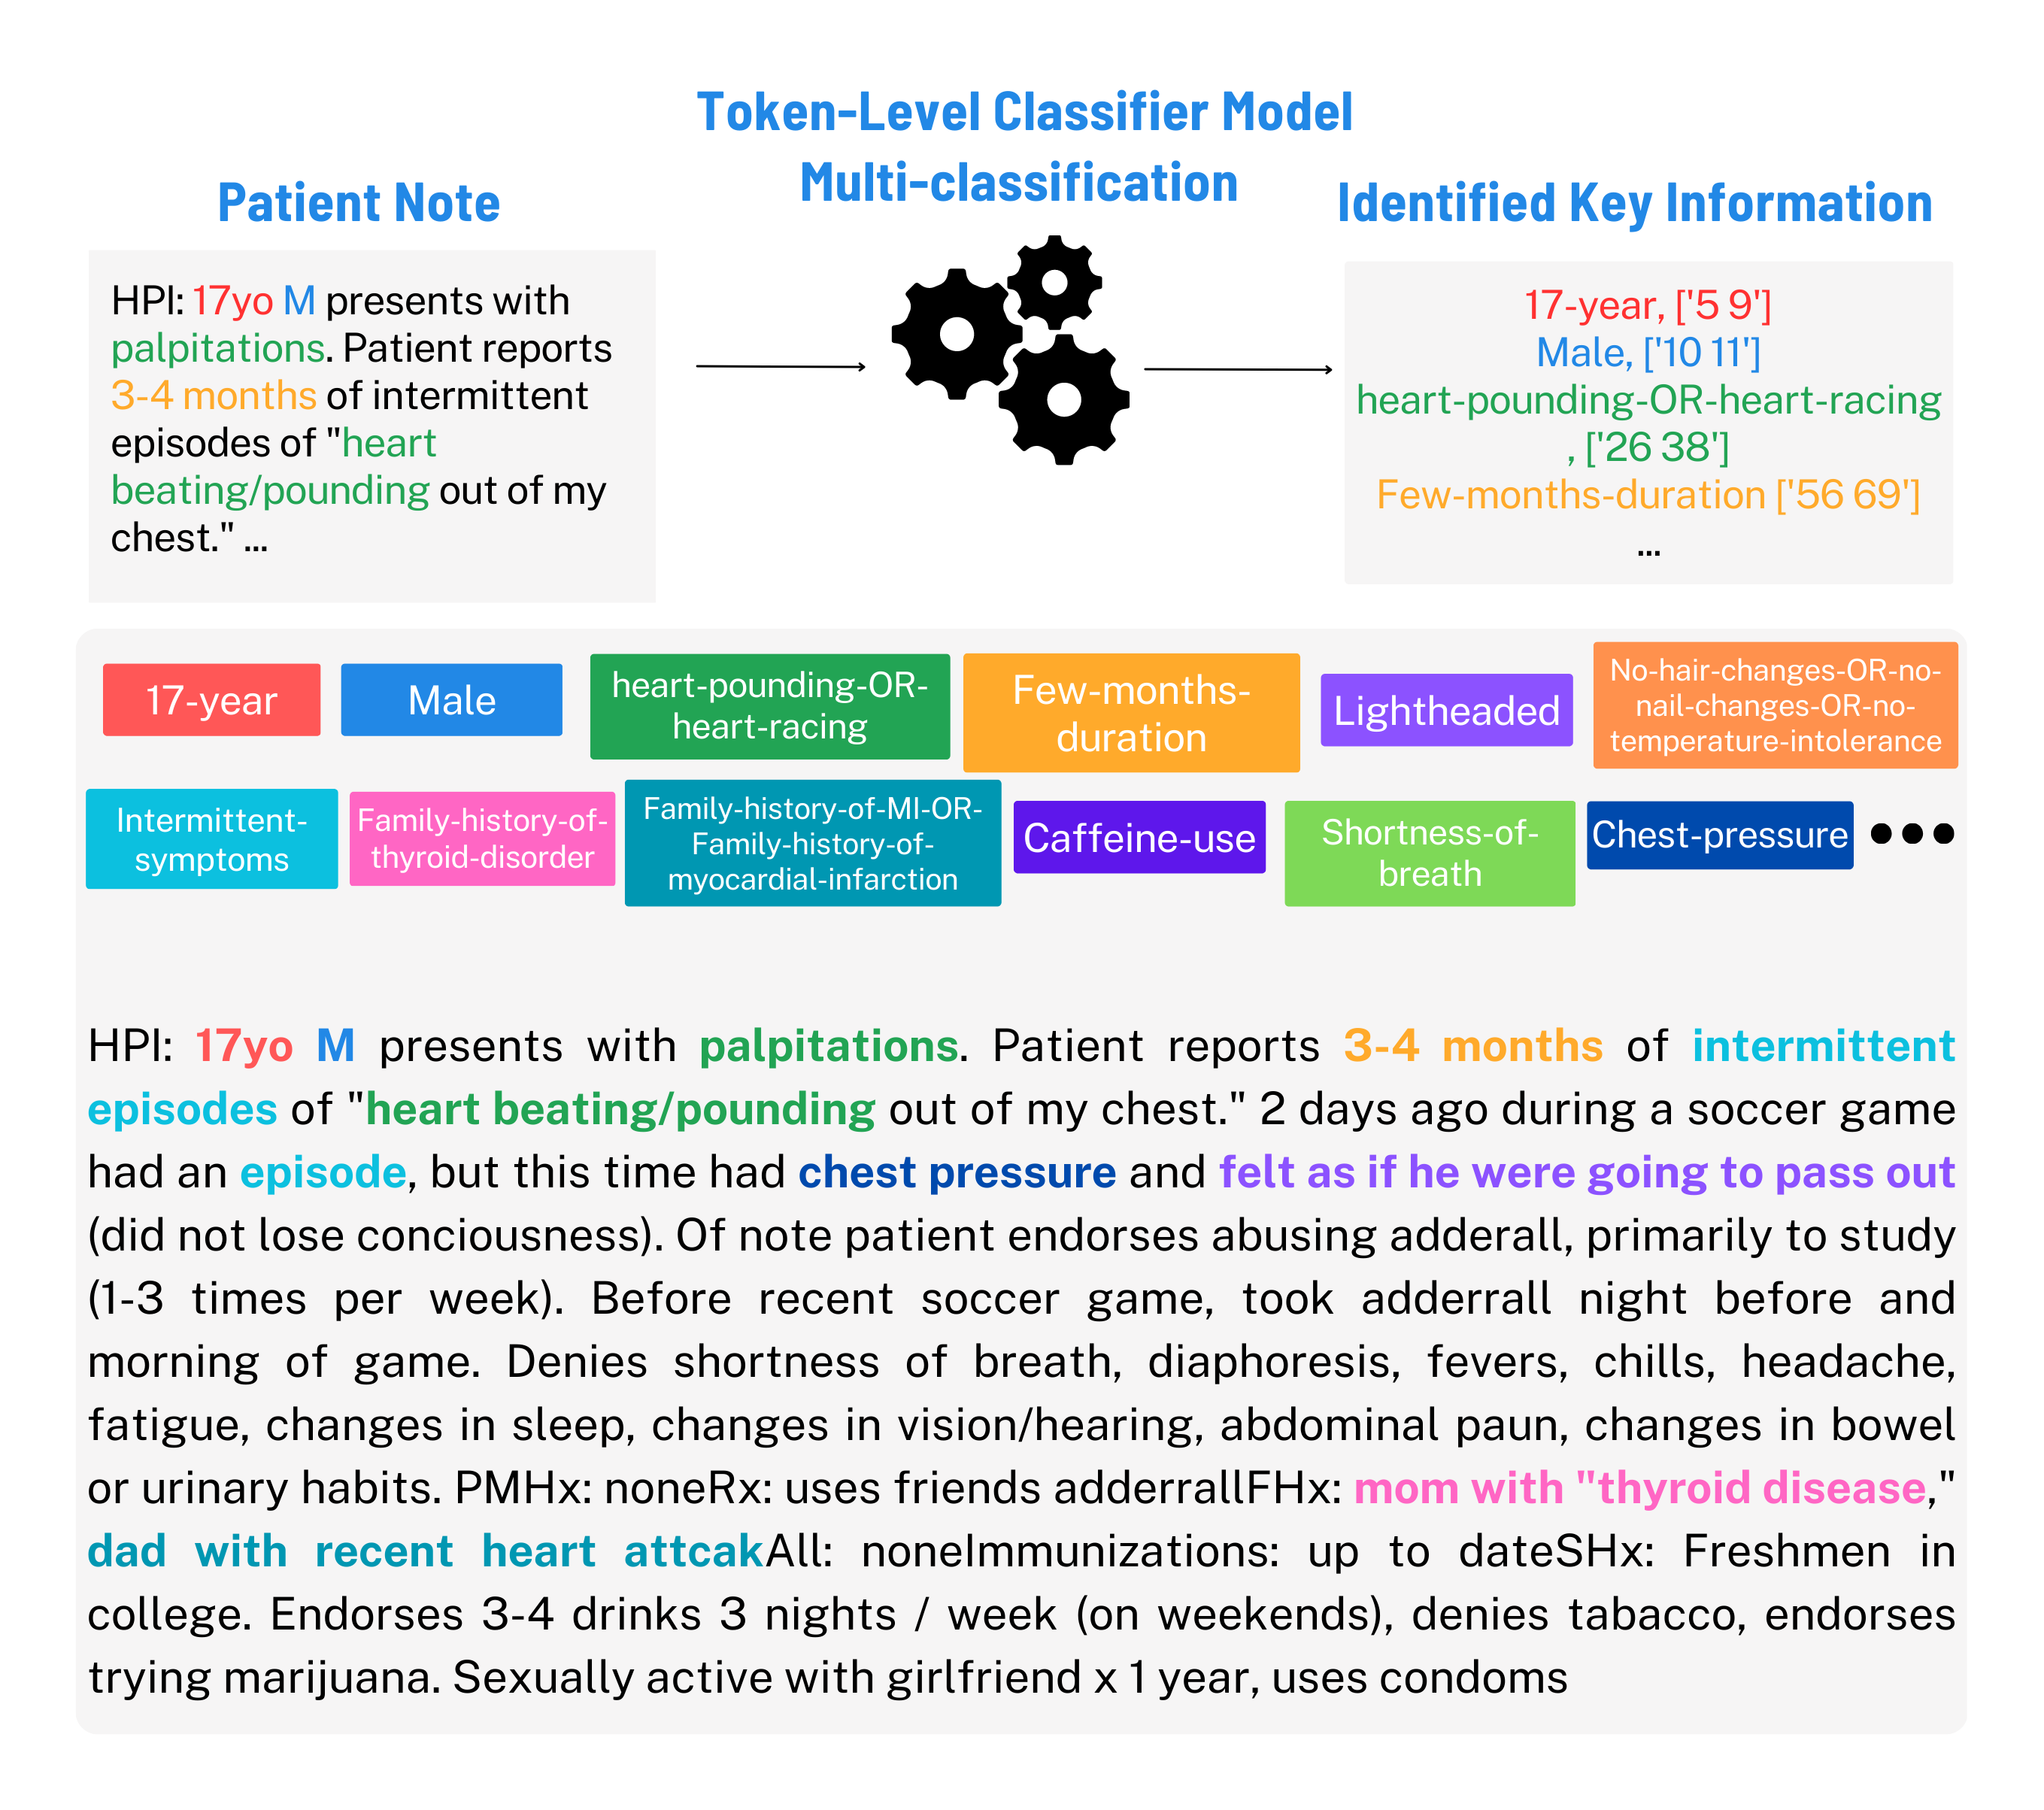 Token-Level Classifier Model
Multi-classification
Patient Note
Identified Key Information
HPI: 17yo M presents with
palpitations. Patient reports
3-4 months of intermittent
episodes of "heart
beating/pounding out of my
chest." ...
17-year, ['5 9']
Male, ['10 11']
heart-pounding-OR-heart-racing
, ['26 38']
Few-months-duration ['56 69']
...
17-year
Male
heart-pounding-OR-
heart-racing
Few-months-
duration
Lightheaded
No-hair-changes-OR-no-
nail-changes-OR-no-
temperature-intolerance
Intermittent-
symptoms
Family-history-of-
thyroid-disorder
Family-history-of-MI-OR-
Family-history-of-
myocardial-infarction
Caffeine-use
Shortness-of-
breath
Chest-pressure
HPI: 17yo M presents with palpitations. Patient reports 3-4 months of intermittent
episodes of "heart beating/pounding out of my chest." 2 days ago during a soccer game
had an episode, but this time had chest pressure and felt as if he were going to pass out
(did not lose conciousness). Of note patient endorses abusing adderall, primarily to study
(1-3 times per week). Before recent soccer game, took adderrall night before and
morning of game. Denies shortness of breath, diaphoresis, fevers, chills, headache,
fatigue, changes in sleep, changes in vision/hearing, abdominal paun, changes in bowel
or urinary habits. PMHx: noneRx: uses friends adderrallFHx: mom with "thyroid disease,"
dad with recent heart attcakAll: noneImmunizations: up to dateSHx: Freshmen in
college. Endorses 3-4 drinks 3 nights / week (on weekends), denies tabacco, endorses
trying marijuana. Sexually active with girlfriend x 1 year, uses condoms